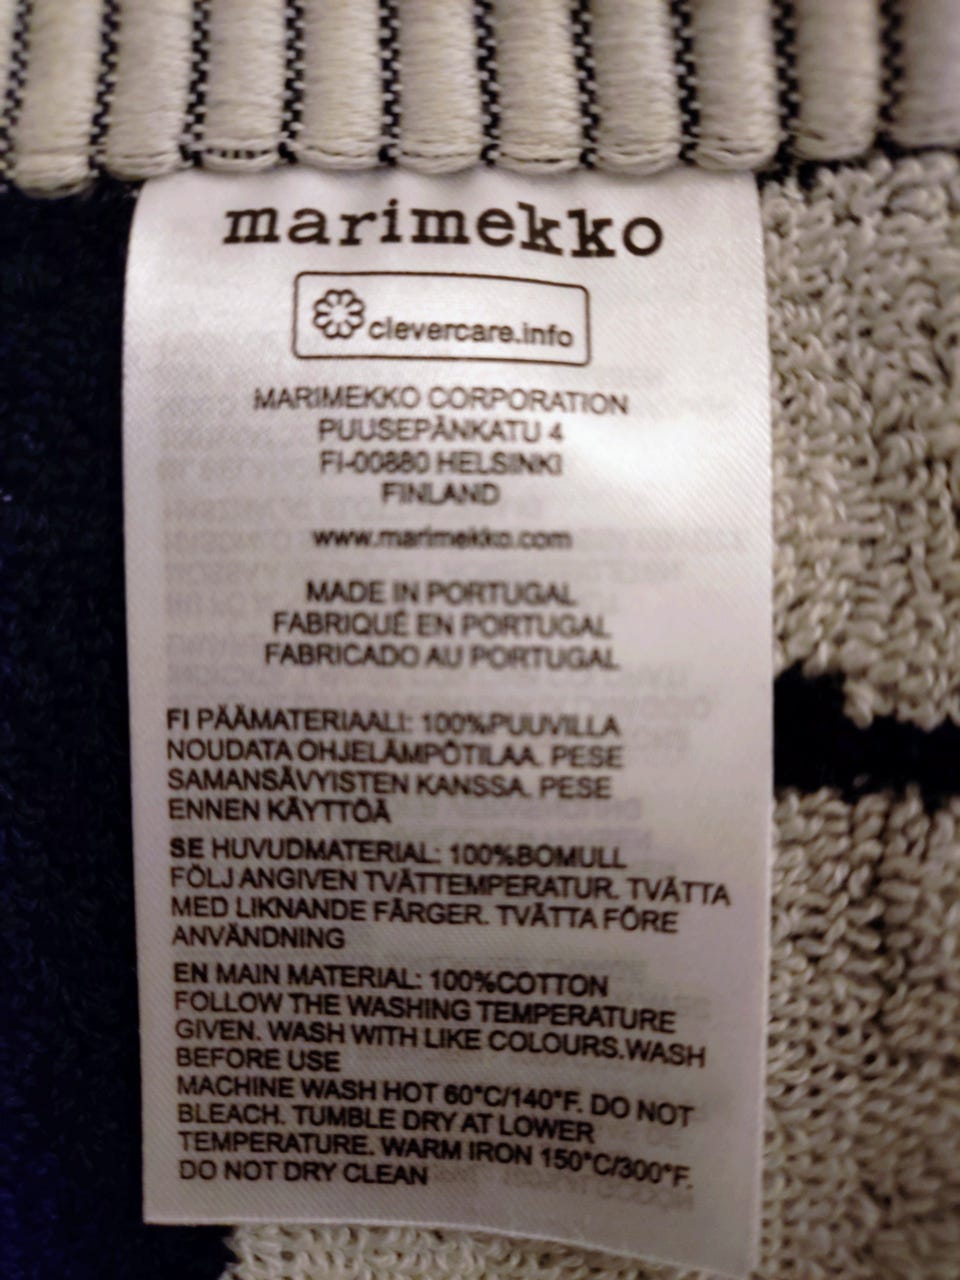 marimekko
clevercare.info
MARIMEKKO CORPORATION
PUUSEPÄNKATU 4
FI-00880 HELSINKI
FINLAND
www.marimekko.com
MADE IN PORTUGAL
FABRIQUÉ EN PORTUGAL
FABRICADO AU PORTUGAL
FI PÄÄMATERIAALI: 100%PUUVILLA
NOUDATA OHJELÄMPÖTILAA. PESE
SAMANSÄVYISTEN KANSSA. PESE
ENNEN KÄYTTÖÄ
SE HUVUDMATERIAL: 100%BOMULL
FÖLJ ANGIVEN TVÄTTEMPERATUR. TVÄTTA
MED LIKNANDE FÄRGER. TVÄTTA FÖRE
ANVÄNDNING
EN MAIN MATERIAL: 100%COTTON
FOLLOW THE WASHING TEMPERATURE
GIVEN. WASH WITH LIKE COLOURS.WASH
BEFORE USE
MACHINE WASH HOT 60°C/140°F. DO NOT
BLEACH. TUMBLE DRY AT LOWER
TEMPERATURE. WARM IRON 150°C/300°F.
DO NOT DRY CLEAN